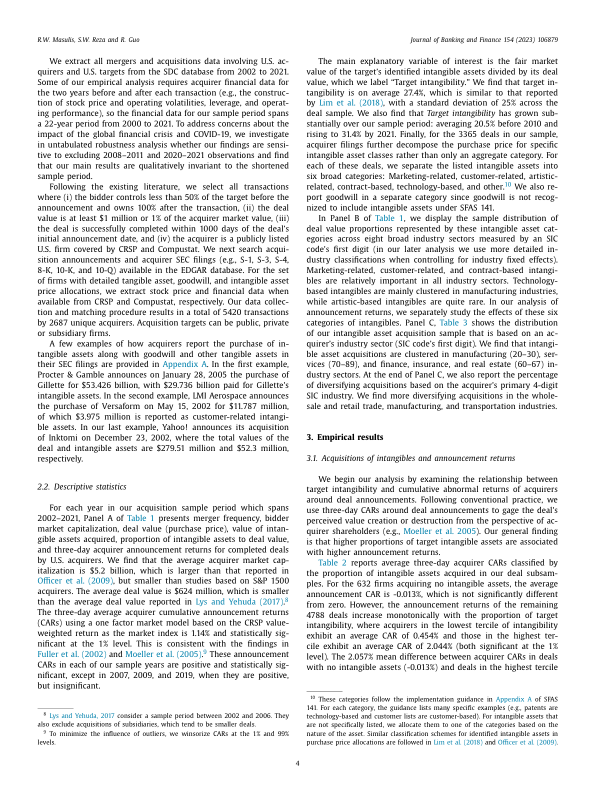 R.W. Masulis, S.W. Reza and R. Guo
Journal of Banking and Finance 154 (2023) 106879
We extract all mergers and acquisitions data involving U.S. ac-
quirers and U.S. targets from the SDC database from 2002 to 2021.
Some of our empirical analysis requires acquirer financial data for
the two years before and after each transaction (e.g., the construc-
tion of stock price and operating volatilities, leverage, and operat-
ing performance), so the financial data for our sample period spans
a 22-year period from 2000 to 2021. To address concerns about the
impact of the global financial crisis and COVID-19, we investigate
in untabulated robustness analysis whether our findings are sensi-
tive to excluding 2008–2011 and 2020–2021 observations and find
that our main results are qualitatively invariant to the shortened
sample period.
Following the existing literature, we select all transactions
where (i) the bidder controls less than 50% of the target before the
announcement and owns 100% after the transaction, (ii) the deal
value is at least $1 million or 1% of the acquirer market value, (iii)
the deal is successfully completed within 1000 days of the deal's
initial announcement date, and (iv) the acquirer is a publicly listed
U.S. firm covered by CRSP and Compustat. We next search acqui-
sition announcements and acquirer SEC filings (e.g., S-1, S-3, S-4,
8-K, 10-K, and 10-Q) available in the EDGAR database. For the set
of firms with detailed tangible asset, goodwill, and intangible asset
price allocations, we extract stock price and financial data when
available from CRSP and Compustat, respectively. Our data collec-
tion and matching procedure results in a total of 5420 transactions
by 2687 unique acquirers. Acquisition targets can be public, private
or subsidiary firms.
A few examples of how acquirers report the purchase of in-
tangible assets along with goodwill and other tangible assets in
their SEC filings are provided in Appendix A. In the first example,
Procter & Gamble announces on January 28, 2005 the purchase of
Gillette for $53.426 billion, with $29.736 billion paid for Gillette's
intangible assets. In the second example, LMI Aerospace announces
the purchase of Versaform on May 15, 2002 for $11.787 million,
of which $3.975 million is reported as customer-related intangi-
ble assets. In our last example, Yahoo! announces its acquisition
of Inktomi on December 23, 2002, where the total values of the
deal and intangible assets are $279.51 million and $52.3 million,
respectively.
2.2. Descriptive statistics
For each year in our acquisition sample period which spans
2002–2021, Panel A of Table 1 presents merger frequency, bidder
market capitalization, deal value (purchase price), value of intan-
gible assets acquired, proportion of intangible assets to deal value,
and three-day acquirer announcement returns for completed deals
by U.S. acquirers. We find that the average acquirer market cap-
italization is $5.2 billion, which is larger than that reported in
Officer et al. (2009), but smaller than studies based on S&P 1500
acquirers. The average deal value is $624 million, which is smaller
than the average deal value reported in Lys and Yehuda (2017).8
The three-day average acquirer cumulative announcement returns
(CARs) using a one factor market model based on the CRSP value-
weighted return as the market index is 1.14% and statistically sig-
nificant at the 1% level. This is consistent with the findings in
Fuller et al. (2002) and Moeller et al. (2005).9 These announcement
CARs in each of our sample years are positive and statistically sig-
nificant, except in 2007, 2009, and 2019, when they are positive,
but insignificant.
8 Lys and Yehuda, 2017 consider a sample period between 2002 and 2006. They
also exclude acquisitions of subsidiaries, which tend to be smaller deals.
9 To minimize the influence of outliers, we winsorize CARs at the 1% and 99%
levels.
The main explanatory variable of interest is the fair market
value of the target's identified intangible assets divided by its deal
value, which we label "Target intangibility." We find that target in-
tangibility is on average 27.4%, which is similar to that reported
by Lim et al. (2018), with a standard deviation of 25% across the
deal sample. We also find that Target intangibility has grown sub-
stantially over our sample period: averaging 20.5% before 2010 and
rising to 31.4% by 2021. Finally, for the 3365 deals in our sample,
acquirer filings further decompose the purchase price for specific
intangible asset classes rather than only an aggregate category. For
each of these deals, we separate the listed intangible assets into
six broad categories: Marketing-related, customer-related, artistic-
related, contract-based, technology-based, and other.10 We also re-
port goodwill in a separate category since goodwill is not recog-
nized to include intangible assets under SFAS 141.
In Panel B of Table 1, we display the sample distribution of
deal value proportions represented by these intangible asset cat-
egories across eight broad industry sectors measured by an SIC
code's first digit (in our later analysis we use more detailed in-
dustry classifications when controlling for industry fixed effects).
Marketing-related, customer-related, and contract-based intangi-
bles are relatively important in all industry sectors. Technology-
based intangibles are mainly clustered in manufacturing industries,
while artistic-based intangibles are quite rare. In our analysis of
announcement returns, we separately study the effects of these six
categories of intangibles. Panel C, Table 3 shows the distribution
of our intangible asset acquisition sample that is based on an ac-
quirer's industry sector (SIC code's first digit). We find that intangi-
ble asset acquisitions are clustered in manufacturing (20–30), ser-
vices (70–89), and finance, insurance, and real estate (60–67) in-
dustry sectors. At the end of Panel C, we also report the percentage
of diversifying acquisitions based on the acquirer's primary 4-digit
SIC industry. We find more diversifying acquisitions in the whole-
sale and retail trade, manufacturing, and transportation industries.
3. Empirical results
3.1. Acquisitions of intangibles and announcement returns
We begin our analysis by examining the relationship between
target intangibility and cumulative abnormal returns of acquirers
around deal announcements. Following conventional practice, we
use three-day CARs around deal announcements to gage the deal's
perceived value creation or destruction from the perspective of ac-
quirer shareholders (e.g., Moeller et al. 2005). Our general finding
is that higher proportions of target intangible assets are associated
with higher announcement returns.
Table 2 reports average three-day acquirer CARs classified by
the proportion of intangible assets acquired in our deal subsam-
ples. For the 632 firms acquiring no intangible assets, the average
announcement CAR is -0.013%, which is not significantly different
from zero. However, the announcement returns of the remaining
4788 deals increase monotonically with the proportion of target
intangibility, where acquirers in the lowest tercile of intangibility
exhibit an average CAR of 0.454% and those in the highest ter-
cile exhibit an average CAR of 2.044% (both significant at the 1%
level). The 2.057% mean difference between acquirer CARs in deals
with no intangible assets (-0.013%) and deals in the highest tercile
10 These categories follow the implementation guidance in Appendix A of SFAS
141. For each category, the guidance lists many specific examples (e.g., patents are
technology-based and customer lists are customer-based). For intangible assets that
are not specifically listed, we allocate them to one of the categories based on the
nature of the asset. Similar classification schemes for identified intangible assets in
purchase price allocations are followed in Lim et al. (2018) and Officer et al. (2009).
4